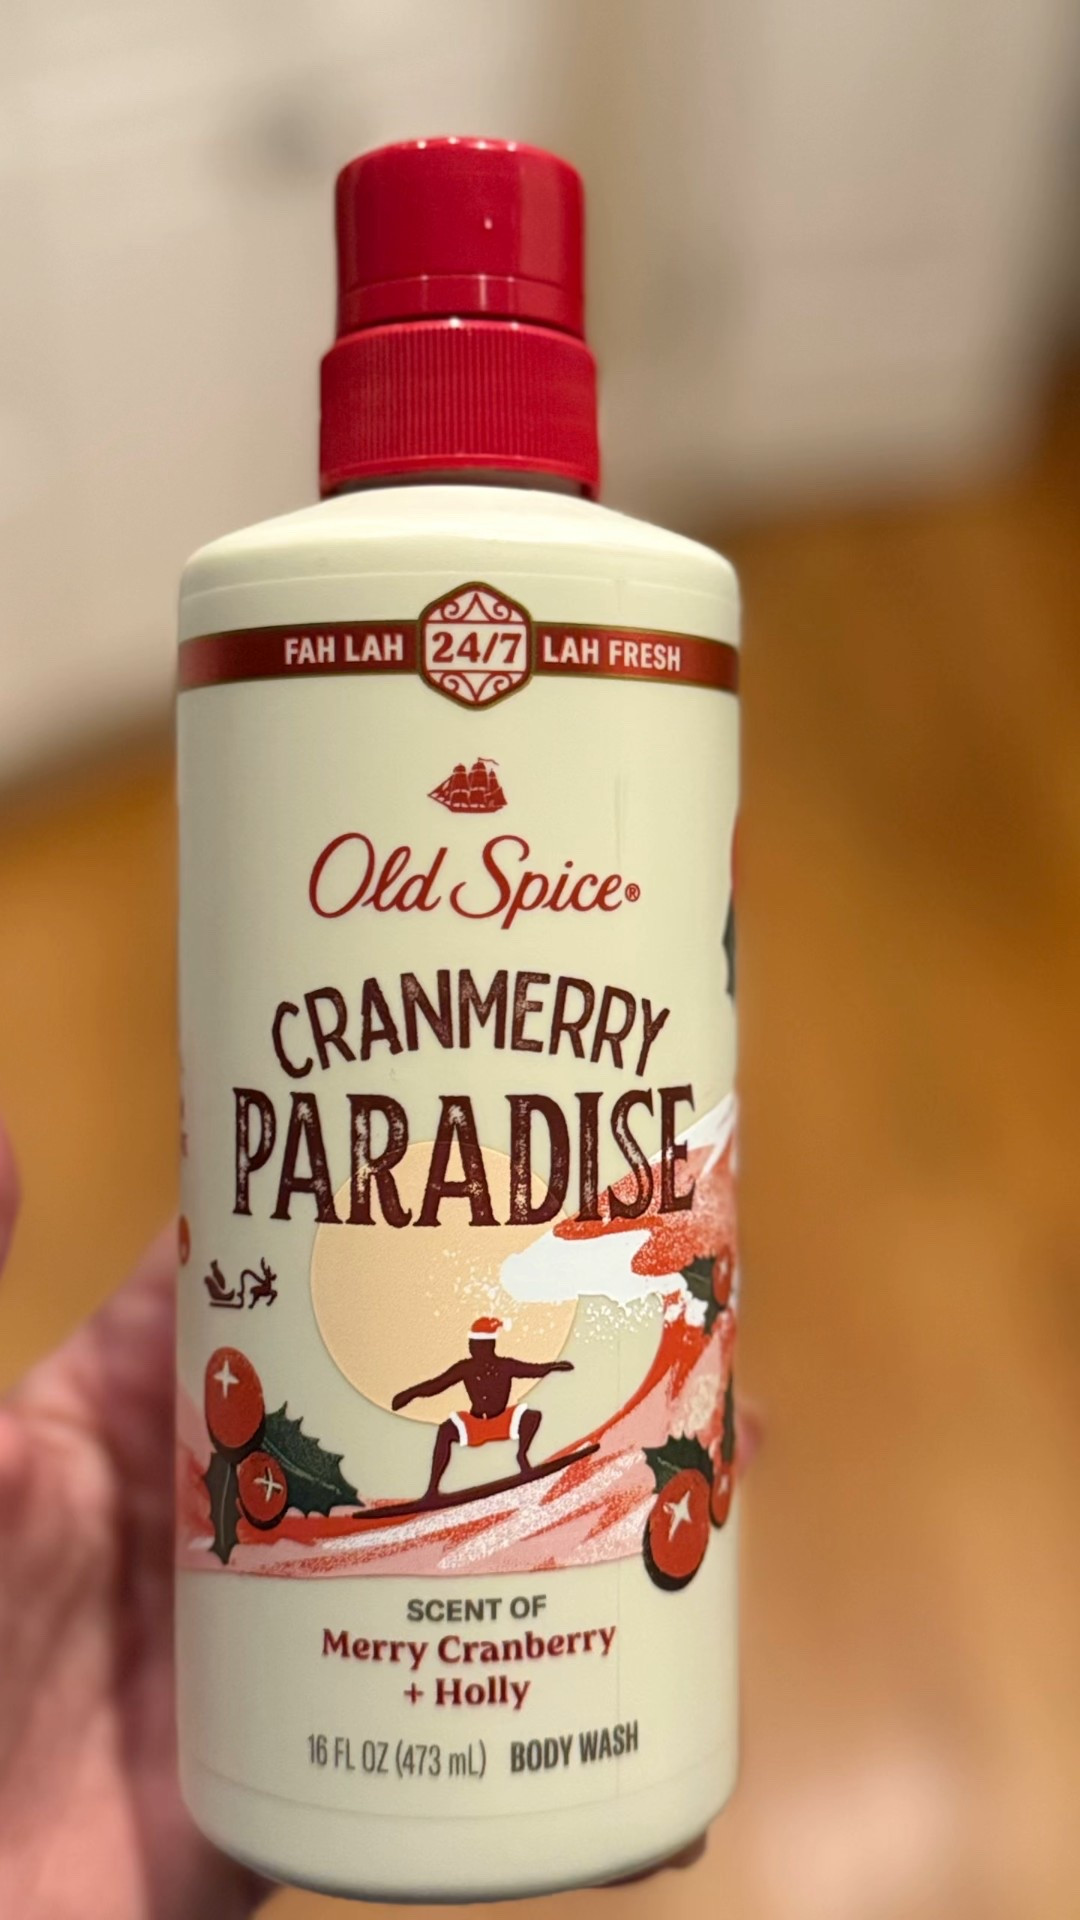 FAH LAH 24/7 LAH FRESH
Old Spice®
CRANMERRY
PARADISE
SCENT OF
Merry Cranberry
+ Holly
16 FL OZ (473 mL) BODY WASH